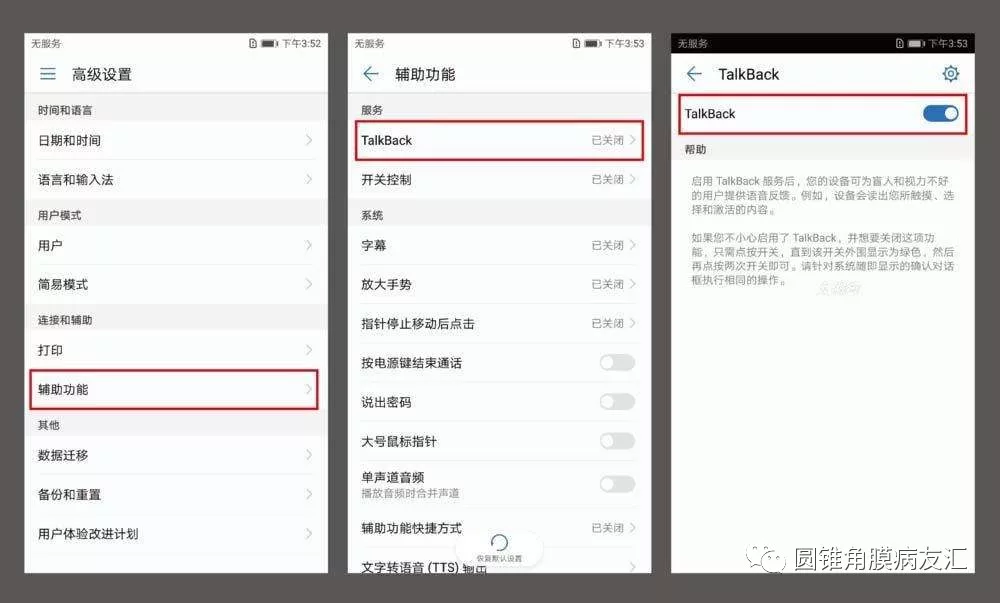 无服务
下午3:52
高级设置
时间和语言
日期和时间
语言和输入法
用户模式
用户
简易模式
连接和辅助
打印
辅助功能
其他
数据迁移
备份和重置
用户体验改进计划
无服务
下午3:53
辅助功能
服务
TalkBack 已关闭
开关控制 已关闭
系统
字幕 已关闭
放大手势 已关闭
指针停止移动后点击 已关闭
按电源键结束通话
说出密码
大号鼠标指针
单声道音频
播放音频时合并声道
辅助功能快捷方式 已关闭
恢复默认设置
文字转语音 (TTS) 输出
无服务
下午3:53
TalkBack
TalkBack
帮助
启用 TalkBack 服务后，您的设备可为盲人和视力不好
的用户提供语音反馈。例如，设备会读出您所触摸、选
择和激活的内容。
如果您不小心启用了 TalkBack，并想要关闭这项功
能，只需点按开关，直到该开关外围显示为绿色，然后
再点按两次开关即可。请针对系统随即显示的确认对话
框执行相同的操作。
圆锥角膜病友汇